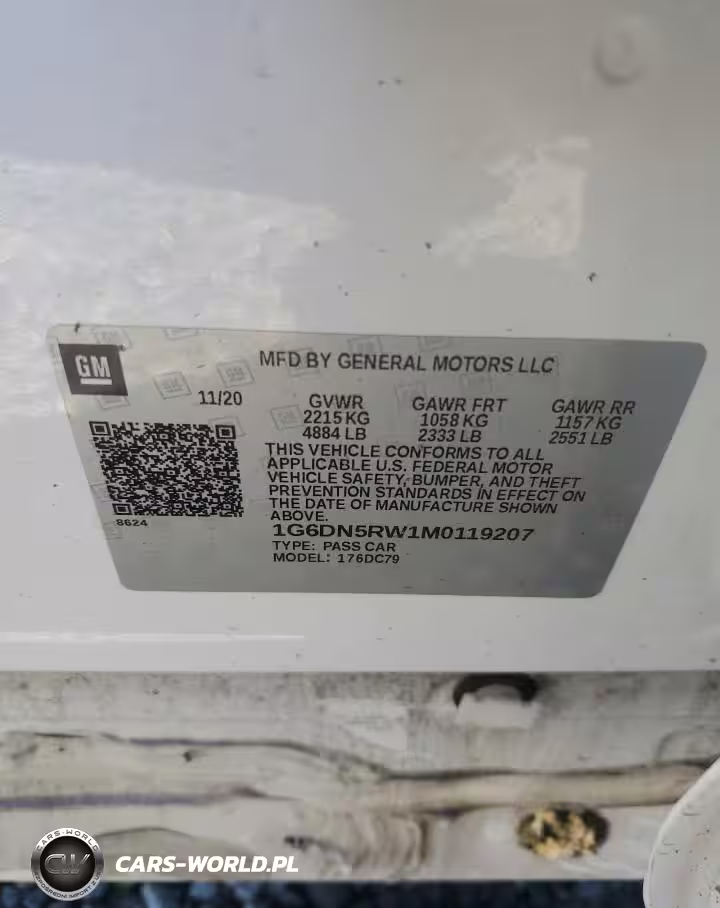 GM
MFD BY GENERAL MOTORS LLC
11/20
GVWR
2215 KG
4884 LB
GAWR FRT
1058 KG
2333 LB
GAWR RR
1157 KG
2551 LB
THIS VEHICLE CONFORMS TO ALL
APPLICABLE U.S. FEDERAL MOTOR
VEHICLE SAFETY, BUMPER, AND THEFT
PREVENTION STANDARDS IN EFFECT ON
THE DATE OF MANUFACTURE SHOWN
ABOVE.
8624
1G6DN5RW1M0119207
TYPE: PASS CAR
MODEL: 176DC79
CARS-WORLD
CW
CARS-WORLD.PL